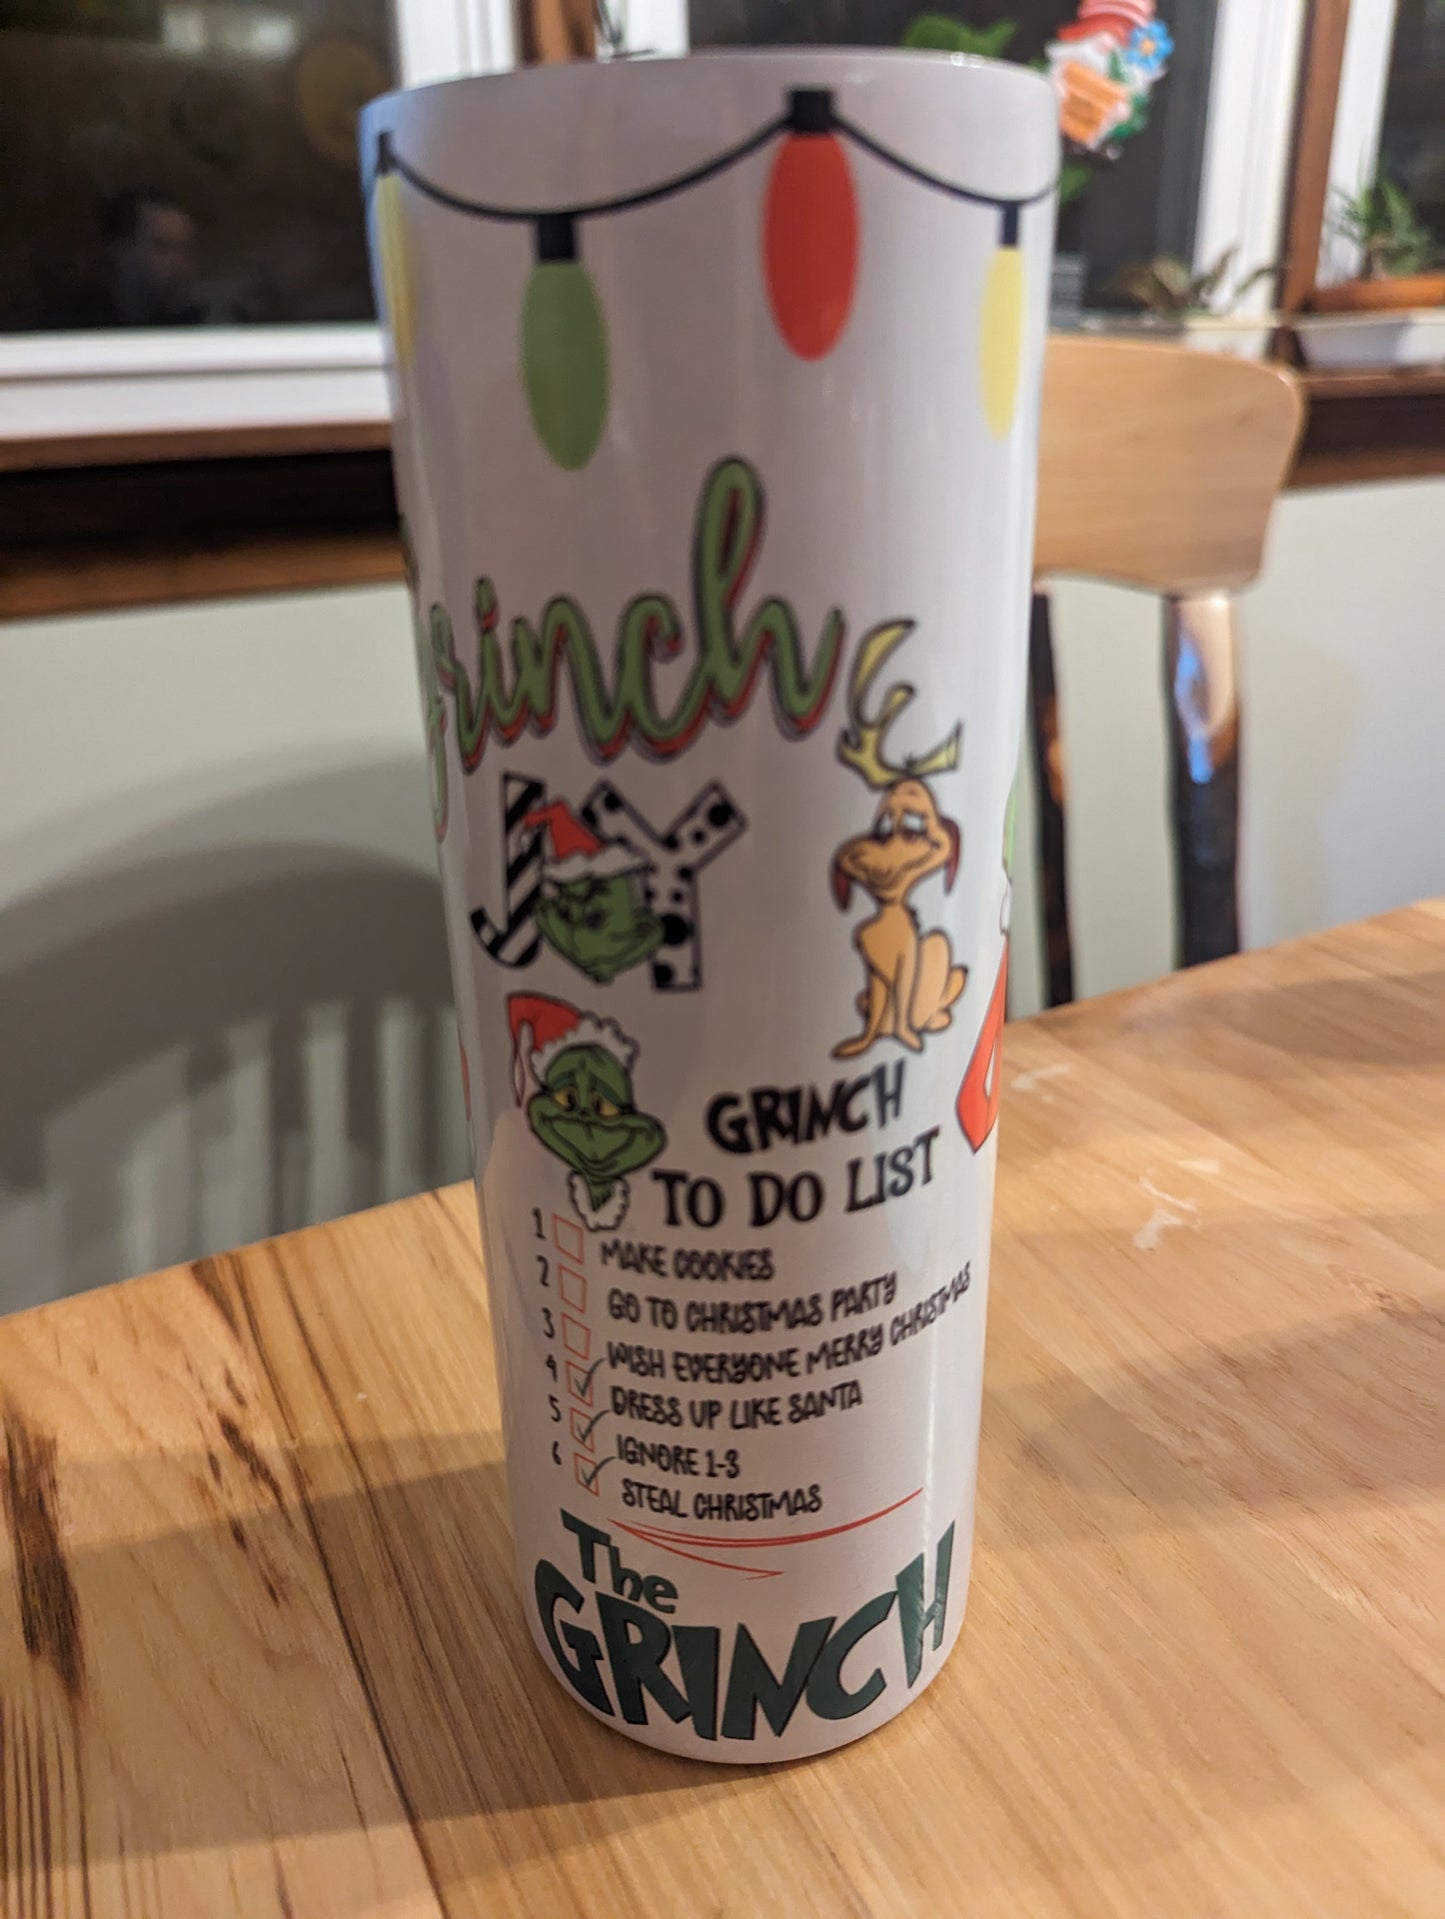 Grinch
JOY
GRINCH
TO DO LIST
1 MAKE COOKIES
2 GO TO CHRISTMAS PARTY
3 WISH EVERYONE MERRY CHRISTMAS
4 DRESS UP LIKE SANTA
5 IGNORE 1-3
6 STEAL CHRISTMAS
The
GRINCH